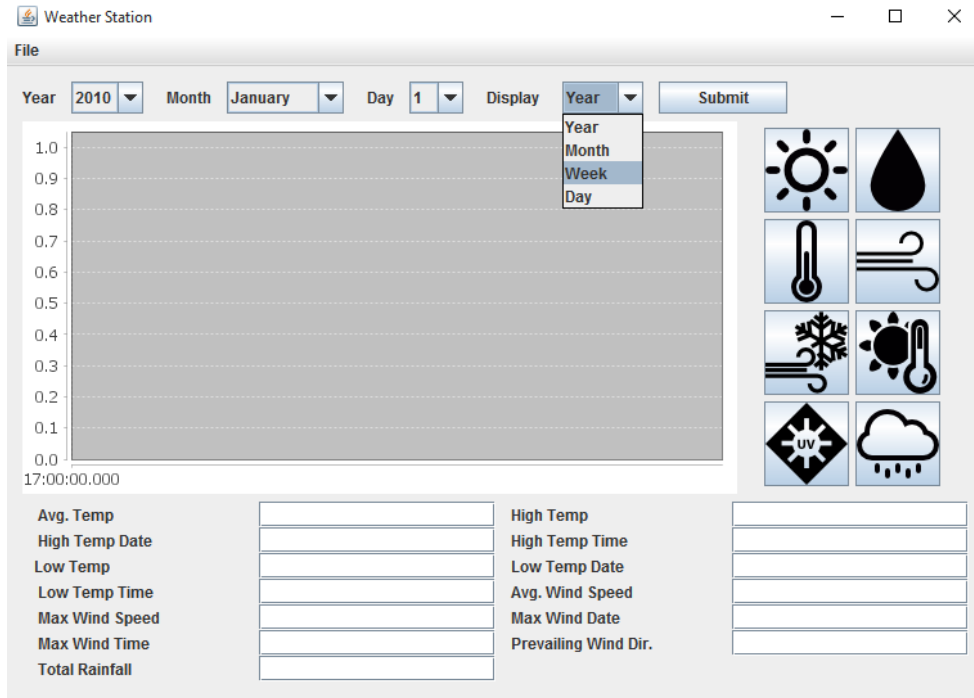 Weather Station
File
Year 2010 Month January Day 1 Display Year Submit
Year
Month
Week
Day
1.0
0.9
0.8
0.7
0.6
0.5
0.4
0.3
0.2
0.1
0.0
17:00:00.000
UV
Avg. Temp High Temp
High Temp Date High Temp Time
Low Temp Low Temp Date
Low Temp Time Avg. Wind Speed
Max Wind Speed Max Wind Date
Max Wind Time Prevailing Wind Dir.
Total Rainfall